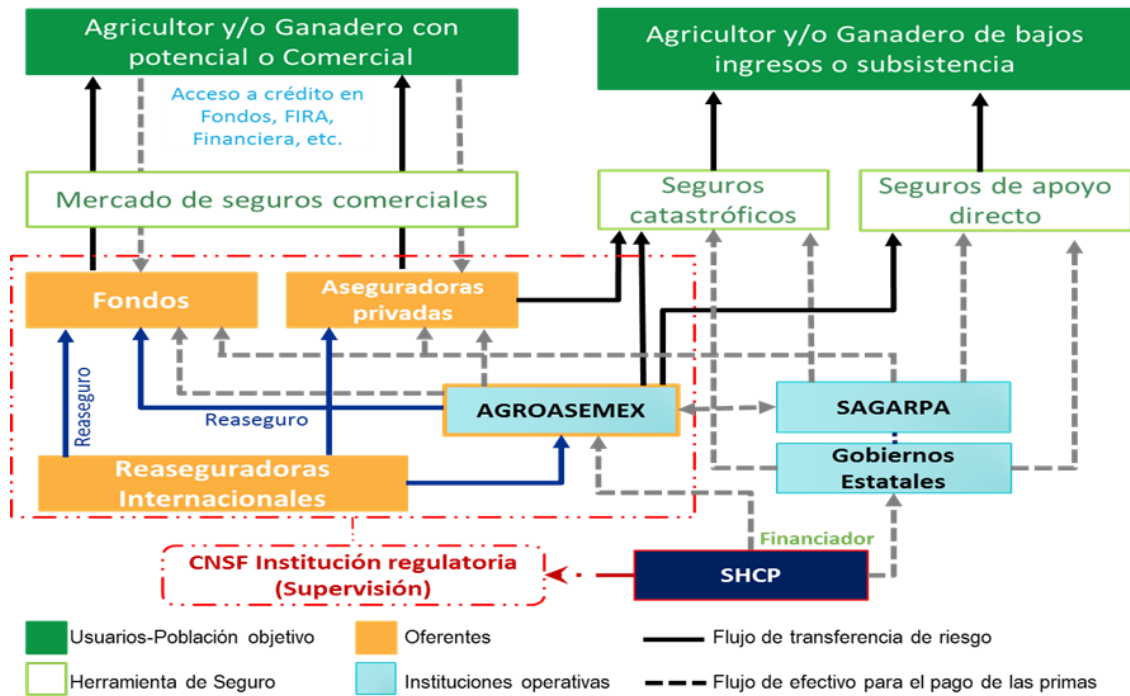 Agricultor y/o Ganadero con
potencial o Comercial
Agricultor y/o Ganadero de bajos
ingresos o subsistencia
Acceso a crédito en
Fondos, FIRA,
Financiera, etc.
Mercado de seguros comerciales
Seguros
catastróficos
Seguros de apoyo
directo
Fondos
Aseguradoras
privadas
Reaseguro
Reaseguro
AGROASEMEX
SAGARPA
Reaseguradoras
Internacionales
Gobiernos
Estatales
Financiador
CNSF Institución regulatoria
(Supervisión)
SHCP
Usuarios-Población objetivo
Oferentes
Flujo de transferencia de riesgo
Herramienta de Seguro
Instituciones operativas
Flujo de efectivo para el pago de las primas